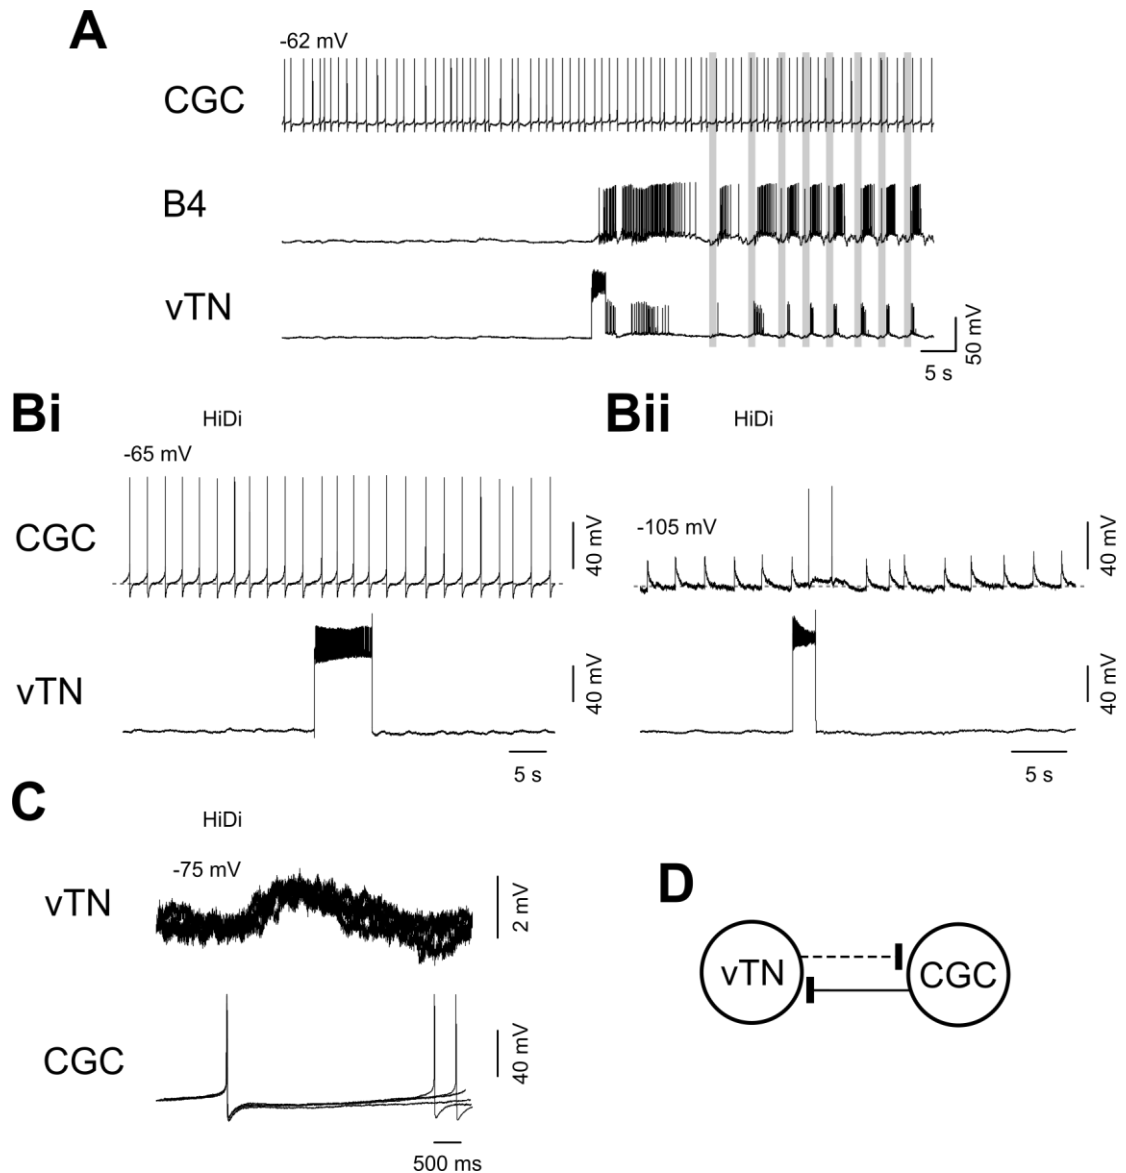 A
-62 mV
CGC
B4
vTN
50 mV
5 s
Bi
HiDi
-65 mV
CGC
40 mV
vTN
40 mV
5 s
Bii
HiDi
-105 mV
40 mV
40 mV
5 s
C
HiDi
-75 mV
vTN
2 mV
CGC
40 mV
500 ms
D
vTN
CGC